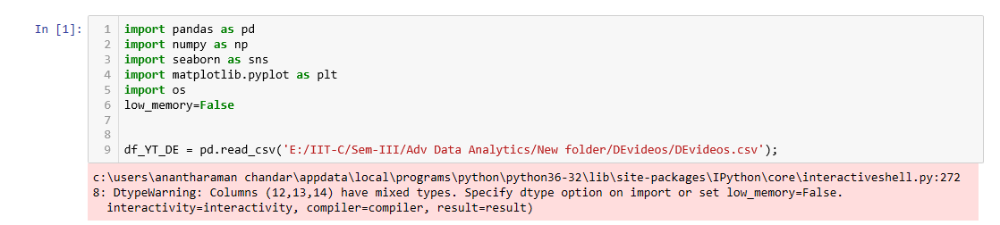 In [1]:
1 import pandas as pd
2 import numpy as np
3 import seaborn as sns
4 import matplotlib.pyplot as plt
5 import os
6 low_memory=False
7
8
9 df_YT_DE = pd.read_csv('E:/IIT-C/Sem-III/Adv Data Analytics/New folder/DEvideos/DEvideos.csv');
c:\users\anantharaman chandar\appdata\local\programs\python\python36-32\lib\site-packages\IPython\core\interactiveshell.py:272
8: DtypeWarning: Columns (12,13,14) have mixed types. Specify dtype option on import or set low_memory=False.
interactivity=interactivity, compiler=compiler, result=result)